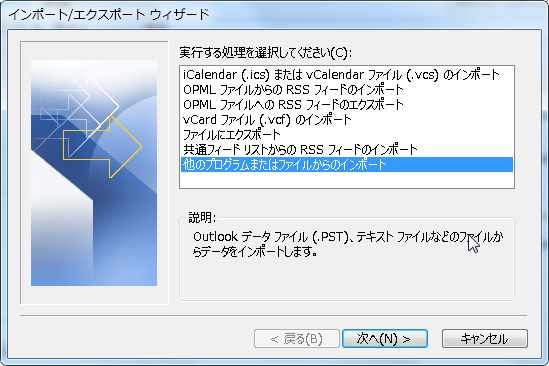 インポート/エクスポート ウィザード
実行する処理を選択してください(C):
iCalendar (.ics) または vCalendar ファイル (.vcs) のインポート
OPML ファイルからの RSS フィードのインポート
OPML ファイルへの RSS フィードのエクスポート
vCard ファイル (.vcf) のインポート
ファイルにエクスポート
共通フィード リストからの RSS フィードのインポート
他のプログラムまたはファイルからのインポート
説明:
Outlook データ ファイル (.PST)、テキスト ファイルなどのファイルか
らデータをインポートします。
< 戻る(B)
次へ(N) >
キャンセル